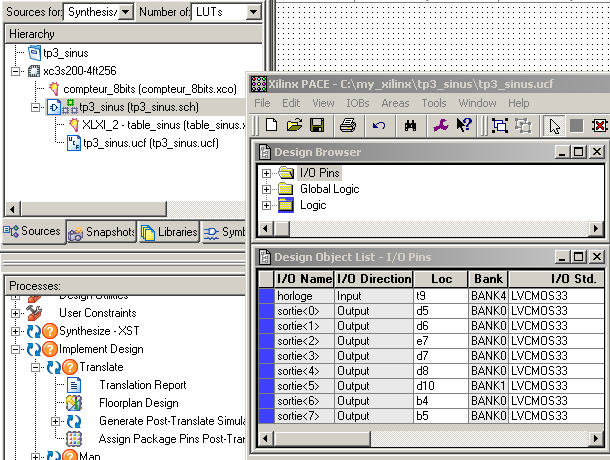 Sources for: Synthesis/ Number of: LUTs
Hierarchy
tp3_sinus
xc3s200-4ft256
compteur_8bits (compteur_8bits.xco)
tp3_sinus (tp3_sinus.sch)
XLXI_2 - table_sinus (table_sinus.x
tp3_sinus.ucf (tp3_sinus.ucf)
Sources Snapshots Libraries Symb
Processes:
Design Utilities
User Constraints
Synthesize - XST
Implement Design
Translate
Translation Report
Floorplan Design
Generate Post-Translate Simula
Assign Package Pins Post-Tran
Map
Xilinx PACE - C:\my_xilinx\tp3_sinus\tp3_sinus.ucf
File Edit View IOBs Areas Tools Window Help
Design Browser
I/O Pins
Global Logic
Logic
Design Object List - I/O Pins
I/O Name I/O Direction Loc Bank I/O Std.
horloge Input t9 BANK4 LVCMOS33
sortie<0> Output d5 BANK0 LVCMOS33
sortie<1> Output d6 BANK0 LVCMOS33
sortie<2> Output e7 BANK0 LVCMOS33
sortie<3> Output d7 BANK0 LVCMOS33
sortie<4> Output d8 BANK0 LVCMOS33
sortie<5> Output d10 BANK1 LVCMOS33
sortie<6> Output b4 BANK0 LVCMOS33
sortie<7> Output b5 BANK0 LVCMOS33